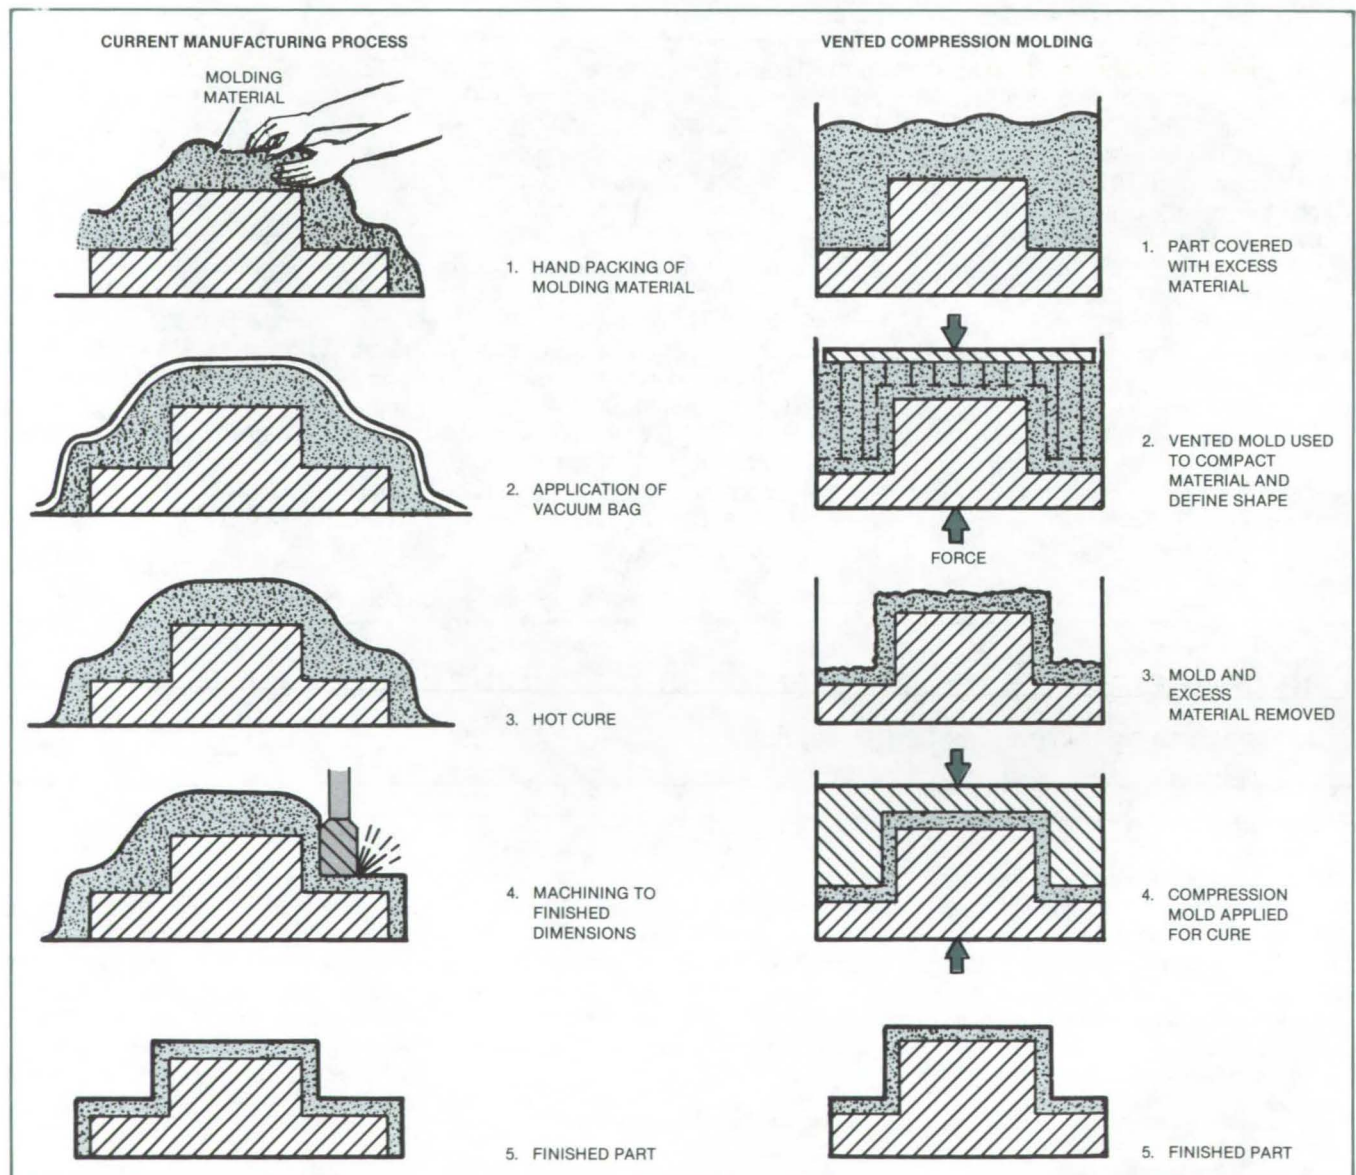 CURRENT MANUFACTURING PROCESS
MOLDING
MATERIAL
1. HAND PACKING OF
MOLDING MATERIAL
2. APPLICATION OF
VACUUM BAG
3. HOT CURE
4. MACHINING TO
FINISHED
DIMENSIONS
5. FINISHED PART
VENTED COMPRESSION MOLDING
1. PART COVERED
WITH EXCESS
MATERIAL
2. VENTED MOLD USED
TO COMPACT
MATERIAL AND
DEFINE SHAPE
FORCE
3. MOLD AND
EXCESS
MATERIAL REMOVED
4. COMPRESSION
MOLD APPLIED
FOR CURE
5. FINISHED PART